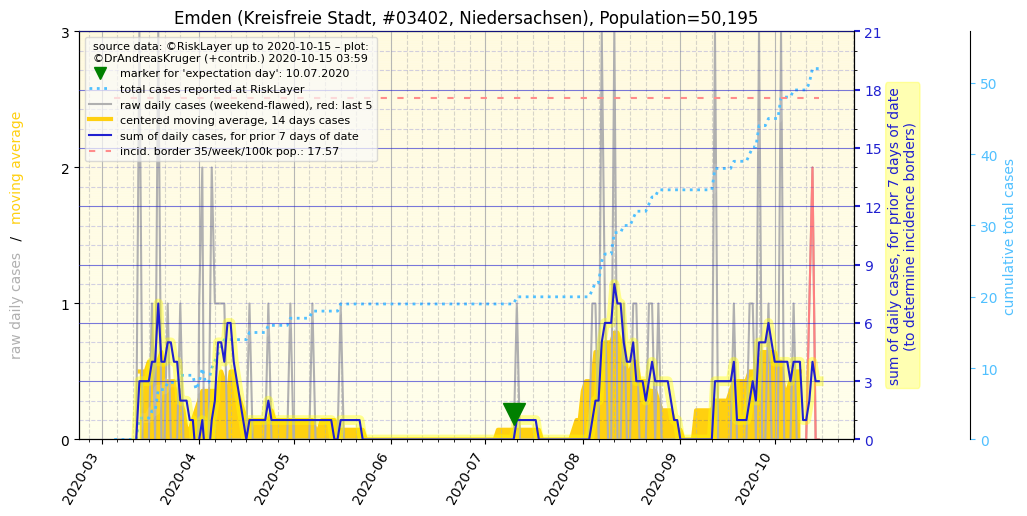 Emden (Kreisfreie Stadt, #03402, Niedersachsen), Population=50,195
source data: ©RiskLayer up to 2020-10-15 – plot:
©DrAndreasKruger (+contrib.) 2020-10-15 03:59
marker for 'expectation day': 10.07.2020
total cases reported at RiskLayer
raw daily cases (weekend-flawed), red: last 5
centered moving average, 14 days cases
sum of daily cases, for prior 7 days of date
incid. border 35/week/100k pop.: 17.57
raw daily cases / moving average
3
2
1
0
21
18
15
12
9
6
3
0
sum of daily cases, for prior 7 days of date
(to determine incidence borders)
50
40
30
20
10
0
cumulative total cases
2020-03
2020-04
2020-05
2020-06
2020-07
2020-08
2020-09
2020-10